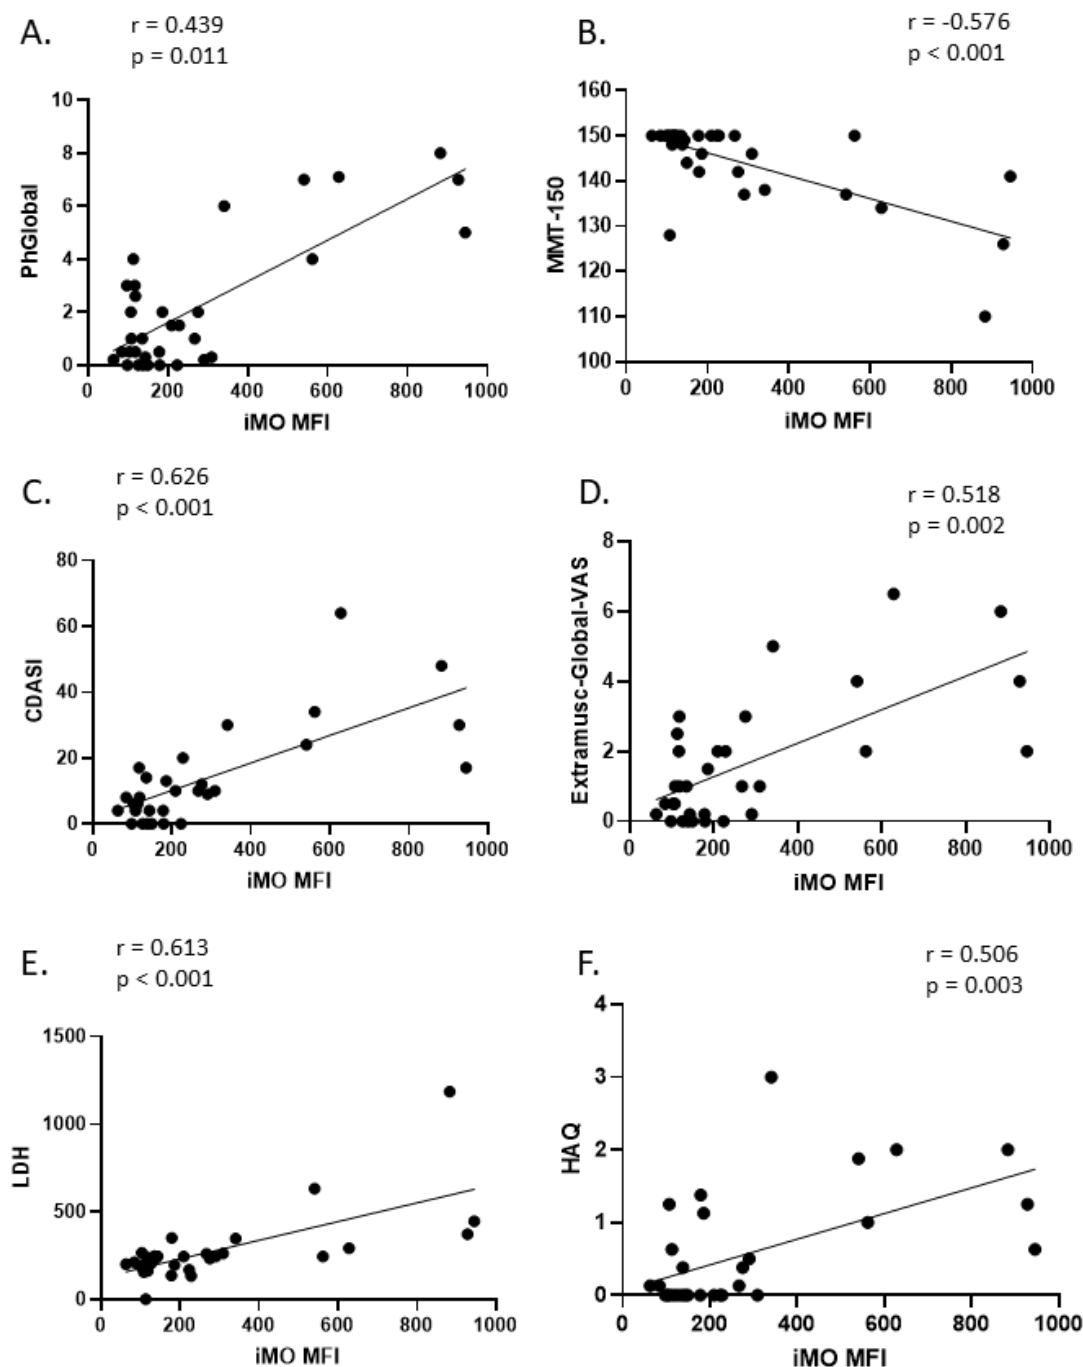 A.
r = 0.439
p = 0.011
PhGlobal
10
8
6
4
2
0
0 200 400 600 800 1000
iMO MFI
B.
r = -0.576
p < 0.001
MMT-150
160
150
140
130
120
110
100
0 200 400 600 800 1000
iMO MFI
C.
r = 0.626
p < 0.001
CDASI
80
60
40
20
0
0 200 400 600 800 1000
iMO MFI
D.
r = 0.518
p = 0.002
Extramusc-Global-VAS
8
6
4
2
0
0 200 400 600 800 1000
iMO MFI
E.
r = 0.613
p < 0.001
LDH
1500
1000
500
0
0 200 400 600 800 1000
iMO MFI
F.
r = 0.506
p = 0.003
HAQ
4
3
2
1
0
0 200 400 600 800 1000
iMO MFI